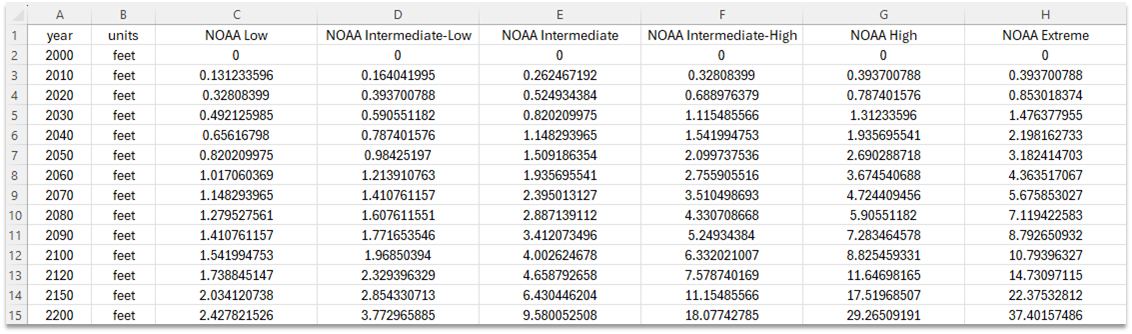 A B C D E F G H
1 year units NOAA Low NOAA Intermediate-Low NOAA Intermediate NOAA Intermediate-High NOAA High NOAA Extreme
2 2000 feet 0 0 0 0 0 0
3 2010 feet 0.131233596 0.164041995 0.262467192 0.32808399 0.393700788 0.393700788
4 2020 feet 0.32808399 0.393700788 0.524934384 0.688976379 0.787401576 0.853018374
5 2030 feet 0.492125985 0.590551182 0.820209975 1.115485566 1.31233596 1.476377955
6 2040 feet 0.65616798 0.787401576 1.148293965 1.541994753 1.935695541 2.198162733
7 2050 feet 0.820209975 0.98425197 1.509186354 2.099737536 2.690288718 3.182414703
8 2060 feet 1.017060369 1.213910763 1.935695541 2.755905516 3.674540688 4.363517067
9 2070 feet 1.148293965 1.410761157 2.395013127 3.510498693 4.724409456 5.675853027
10 2080 feet 1.279527561 1.607611551 2.887139112 4.330708668 5.90551182 7.119422583
11 2090 feet 1.410761157 1.771653546 3.412073496 5.24934384 7.283464578 8.792650932
12 2100 feet 1.541994753 1.96850394 4.002624678 6.332021007 8.825459331 10.79396327
13 2120 feet 1.738845147 2.329396329 4.658792658 7.578740169 11.64698165 14.73097115
14 2150 feet 2.034120738 2.854330713 6.430446204 11.15485566 17.51968507 22.37532812
15 2200 feet 2.427821526 3.772965885 9.580052508 18.07742785 29.26509191 37.40157486